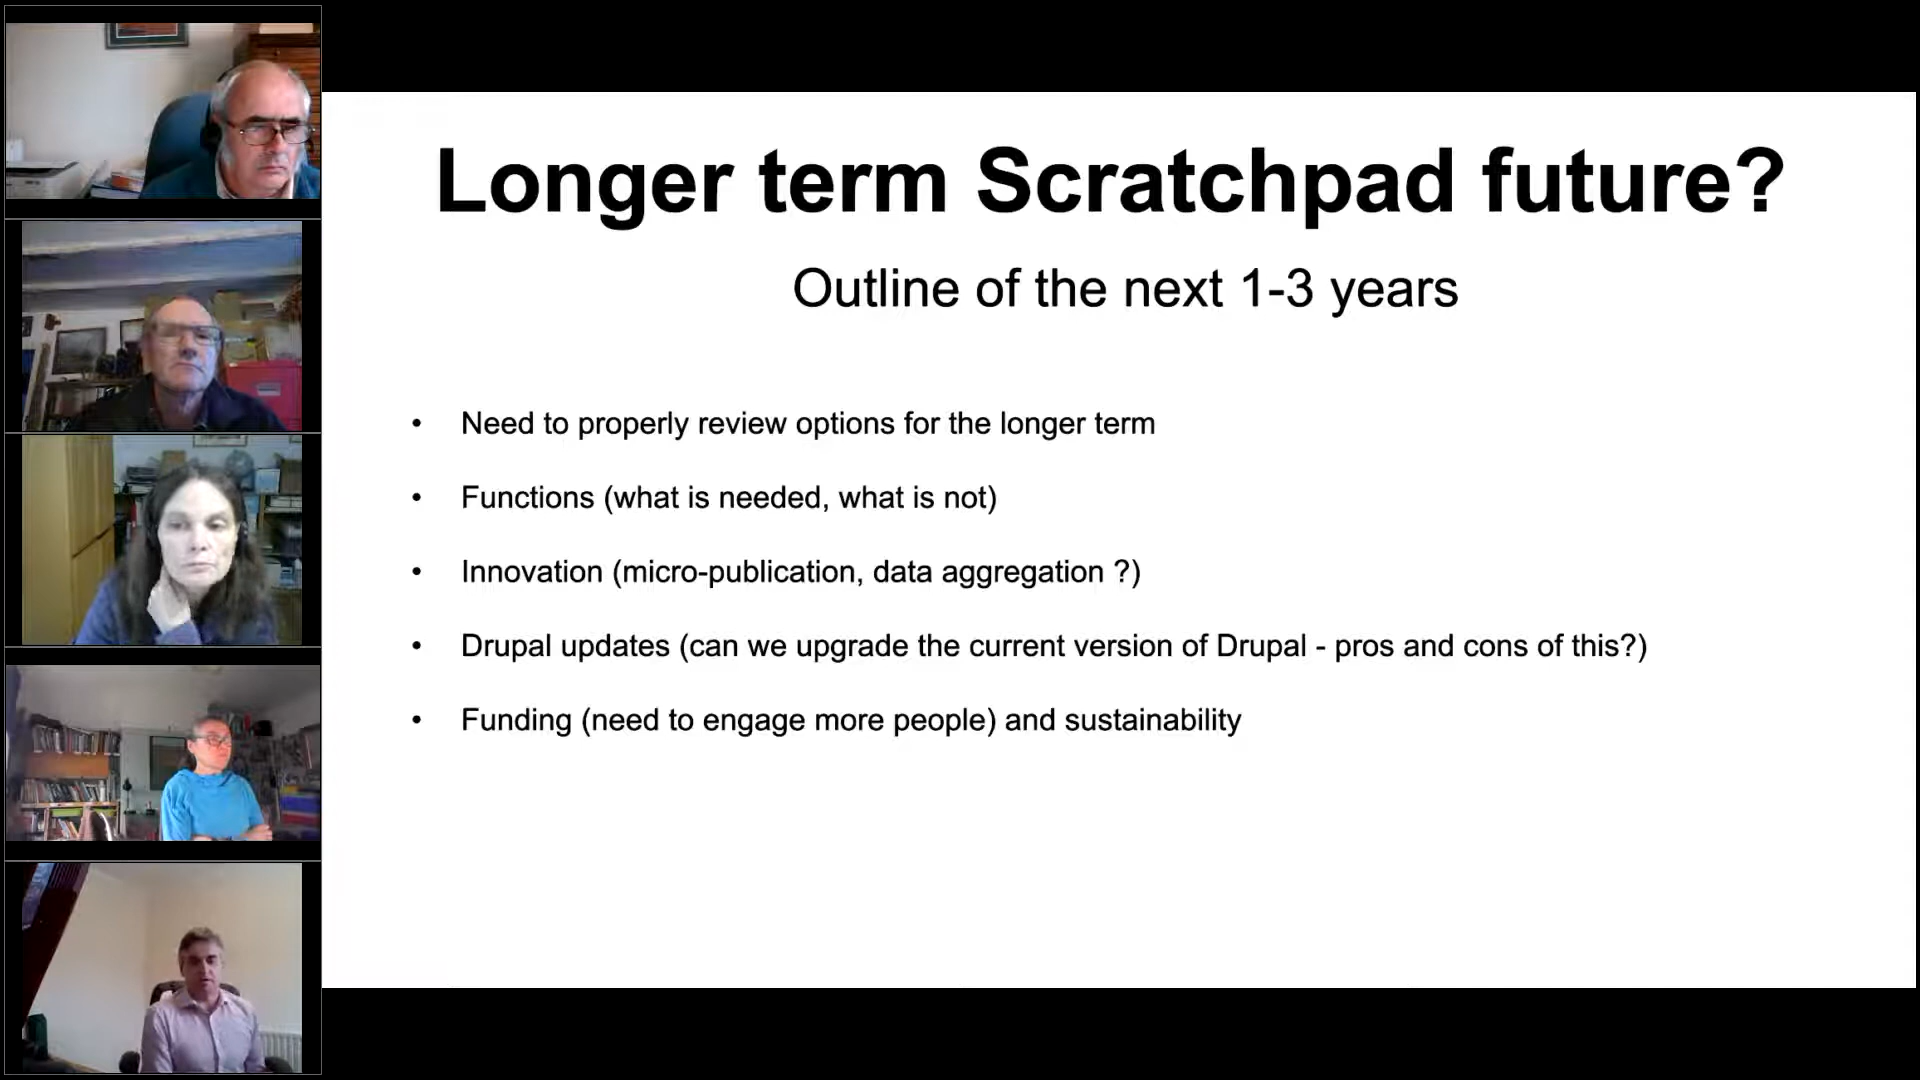 Longer term Scratchpad future?
Outline of the next 1-3 years
• Need to properly review options for the longer term
• Functions (what is needed, what is not)
• Innovation (micro-publication, data aggregation ?)
• Drupal updates (can we upgrade the current version of Drupal - pros and cons of this?)
• Funding (need to engage more people) and sustainability